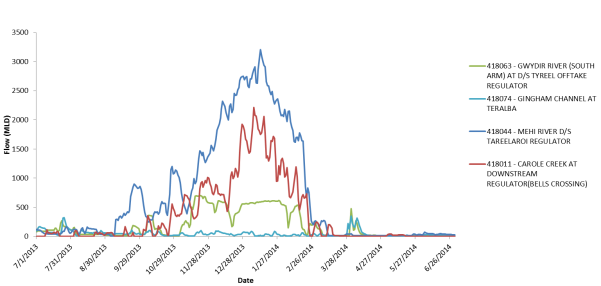 3500
3000
2500
2000
1500
1000
500
0
Flow (MLD)
7/1/2013
7/31/2013
8/30/2013
9/29/2013
10/29/2013
11/28/2013
12/28/2013
1/27/2014
2/26/2014
3/28/2014
4/27/2014
5/27/2014
6/26/2014
Date
418063 - GWYDIR RIVER (SOUTH
ARM) AT D/S TYREEL OFFTAKE
REGULATOR
418074 - GINGHAM CHANNEL AT
TERALBA
418044 - MEHI RIVER D/S
TAREELAROI REGULATOR
418011 - CAROLE CREEK AT
DOWNSTREAM
REGULATOR(BELLS CROSSING)